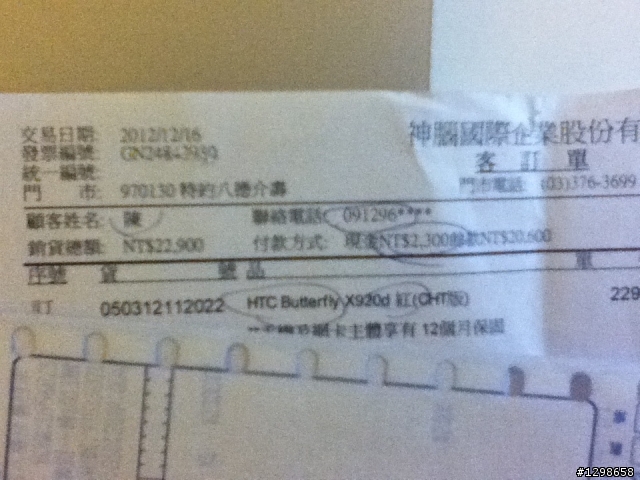 神腦國際企業股份有
交易日期: 2012/12/16
客 訂 單
發票編號:
統一編號:
門 市: 970130 特約八德介壽 門市電話: (03)376-3699
顧客姓名: 陳 聯絡電話: 091296****
銷貨總額: NT$22,900 付款方式: 現金NT$2,300 NT$20,600
序號 貨 號 品 單
訂 050312112022 HTC Butterfly X920d 紅(CHT版) 229
主體享有 12個月保固
#1298658